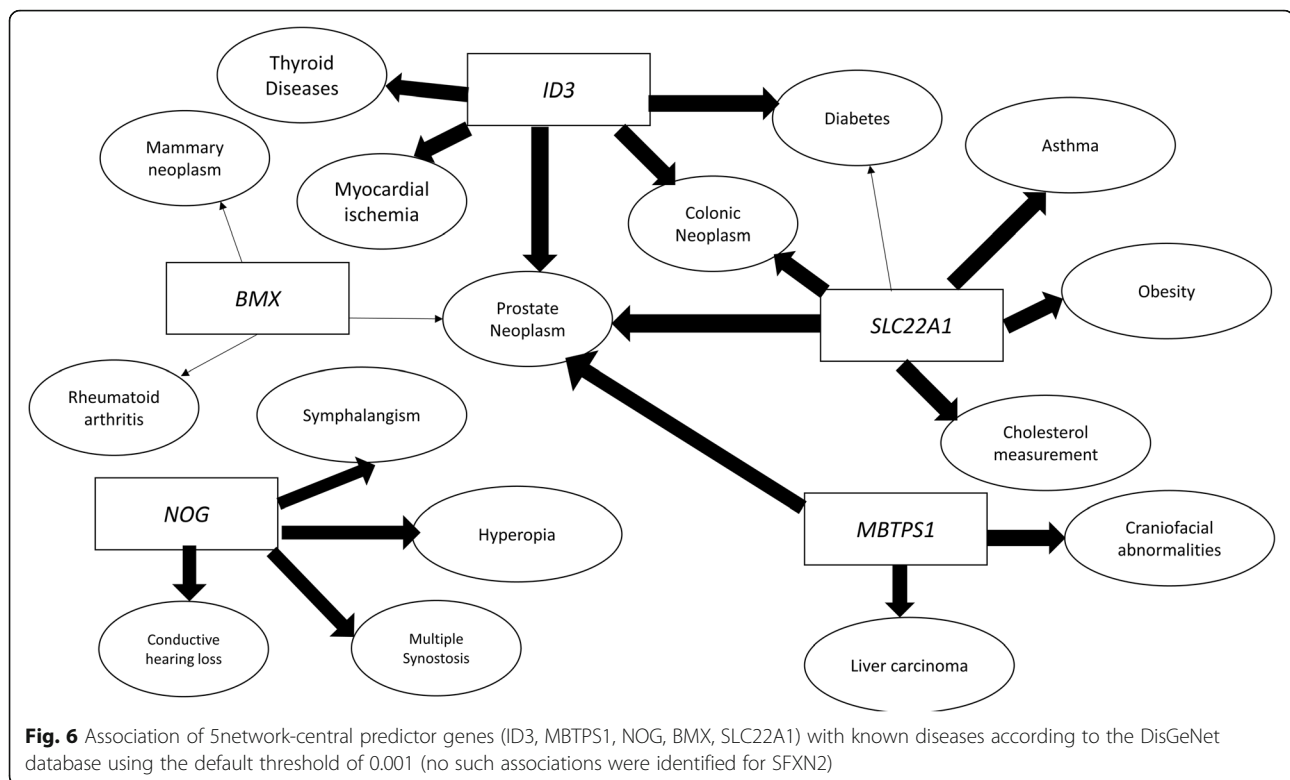 Thyroid
Diseases
ID3
Diabetes
Mammary
neoplasm
Asthma
Myocardial
ischemia
Colonic
Neoplasm
BMX
Prostate
Neoplasm
SLC22A1
Obesity
Rheumatoid
arthritis
Symphalangism
Cholesterol
measurement
NOG
Hyperopia
MBTPS1
Craniofacial
abnormalities
Conductive
hearing loss
Multiple
Synostosis
Liver carcinoma
Fig. 6 Association of 5network-central predictor genes (ID3, MBTPS1, NOG, BMX, SLC22A1) with known diseases according to the DisGeNet
database using the default threshold of 0.001 (no such associations were identified for SFXN2)